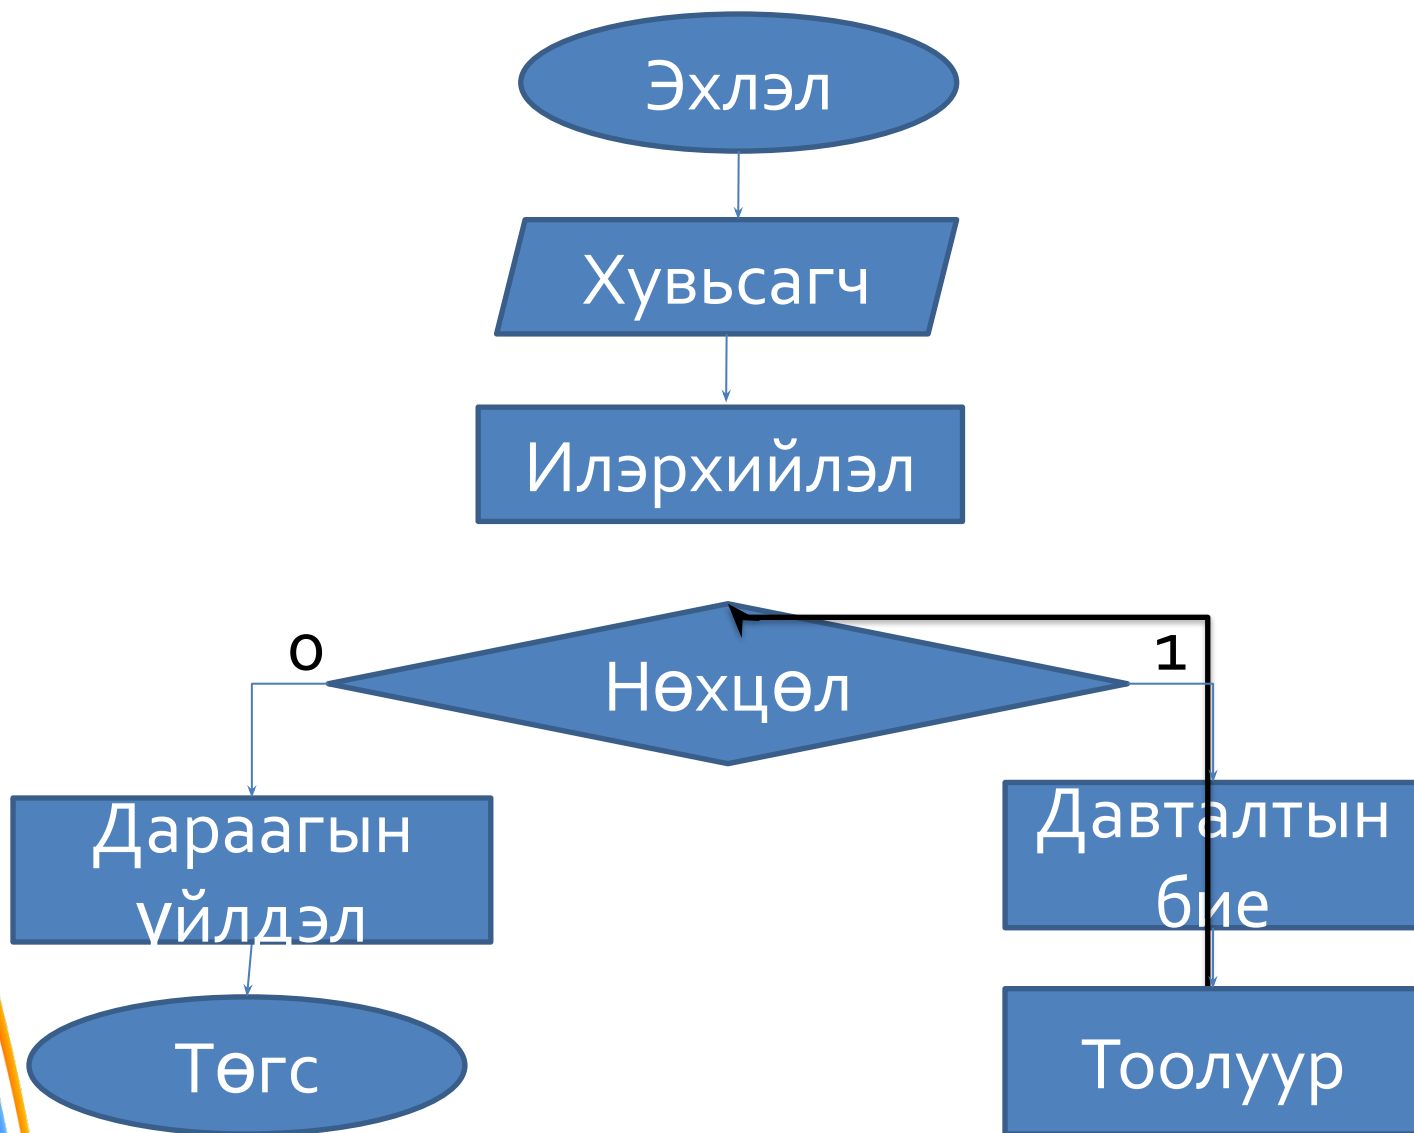 Эхлэл
Хувьсагч
Илэрхийлэл
0
1
Нөхцөл
Дараагын
үйлдэл
Давталтын
бие
Төгс
Тоолуур